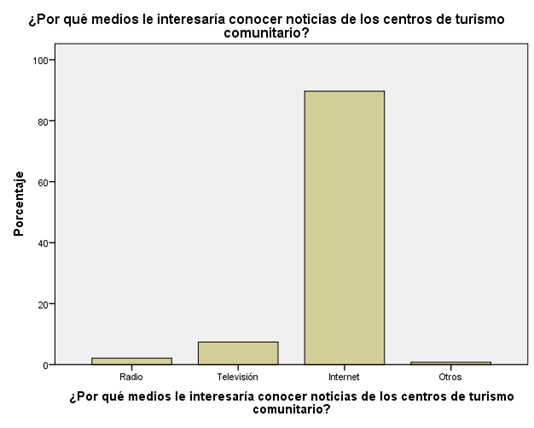 ¿Por qué medios le interesaría conocer noticias de los centros de turismo
comunitario?
100
80
60
40
20
0
Porcentaje
Radio
Televisión
Internet
Otros
¿Por qué medios le interesaría conocer noticias de los centros de turismo
comunitario?